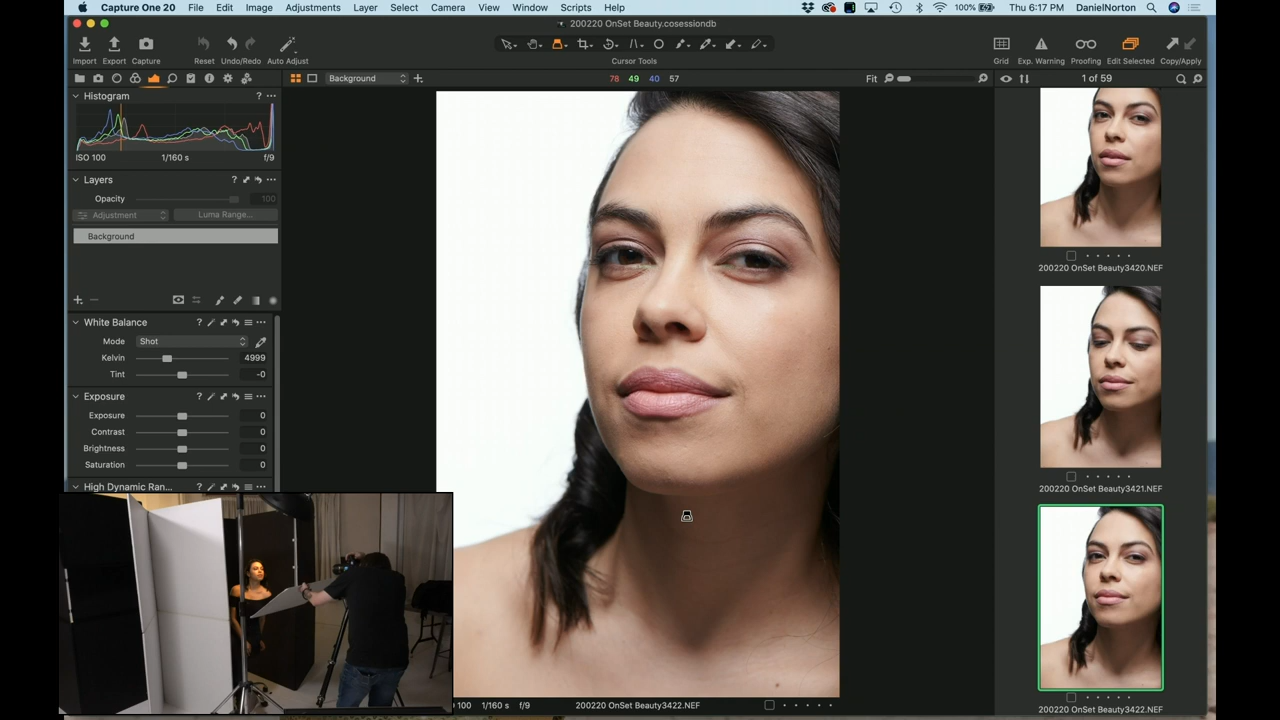 Capture One 20 File Edit Image Adjustments Layer Select Camera View Window Scripts Help 100% Thu 6:17 PM DanielNorton
200220 OnSet Beauty.cosessiondb
Import Export Capture Reset Undo/Redo Auto Adjust Cursor Tools Grid Exp. Warning Proofing Edit Selected Copy/Apply
Background 78 49 40 57 Fit 1 of 59
Histogram ?
ISO 100 1/160 s f/9
Layers ?
Opacity 100
Adjustment Luma Range...
Background
White Balance ?
Mode Shot
Kelvin 4999
Tint -0
Exposure ?
Exposure 0
Contrast 0
Brightness 0
Saturation 0
High Dynamic Ran... ?
100 1/160 s f/9 200220 OnSet Beauty3422.NEF
200220 OnSet Beauty3420.NEF
200220 OnSet Beauty3421.NEF
200220 OnSet Beauty3422.NEF